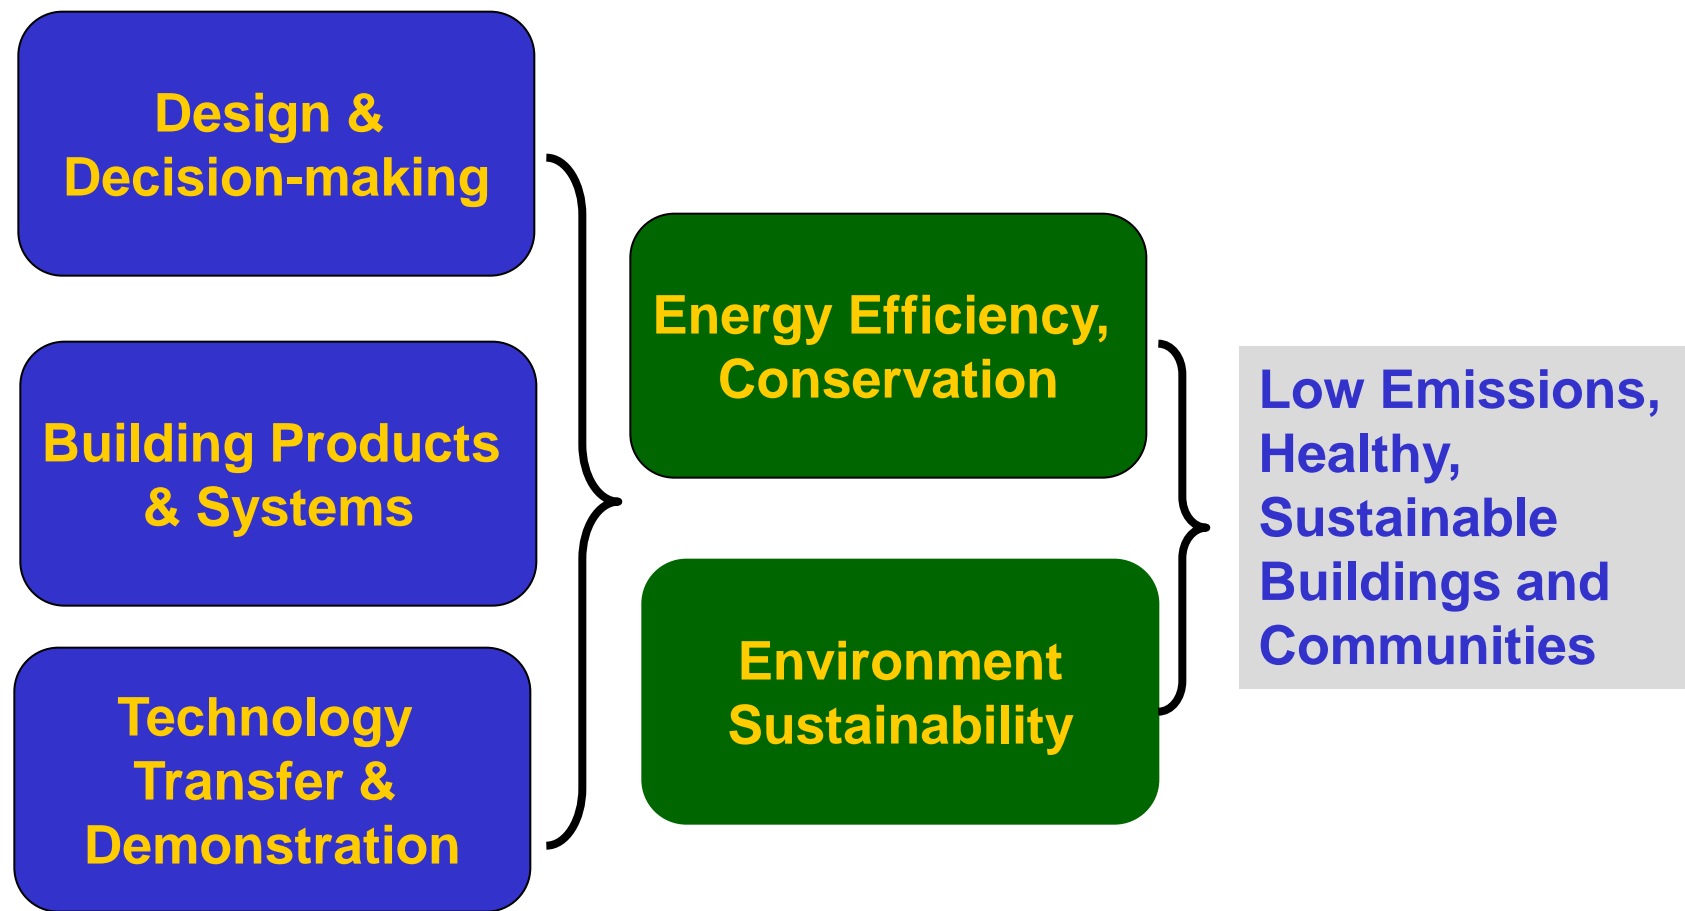 Design &
Decision-making
Building Products
& Systems
Technology
Transfer &
Demonstration
Energy Efficiency,
Conservation
Environment
Sustainability
Low Emissions,
Healthy,
Sustainable
Buildings and
Communities